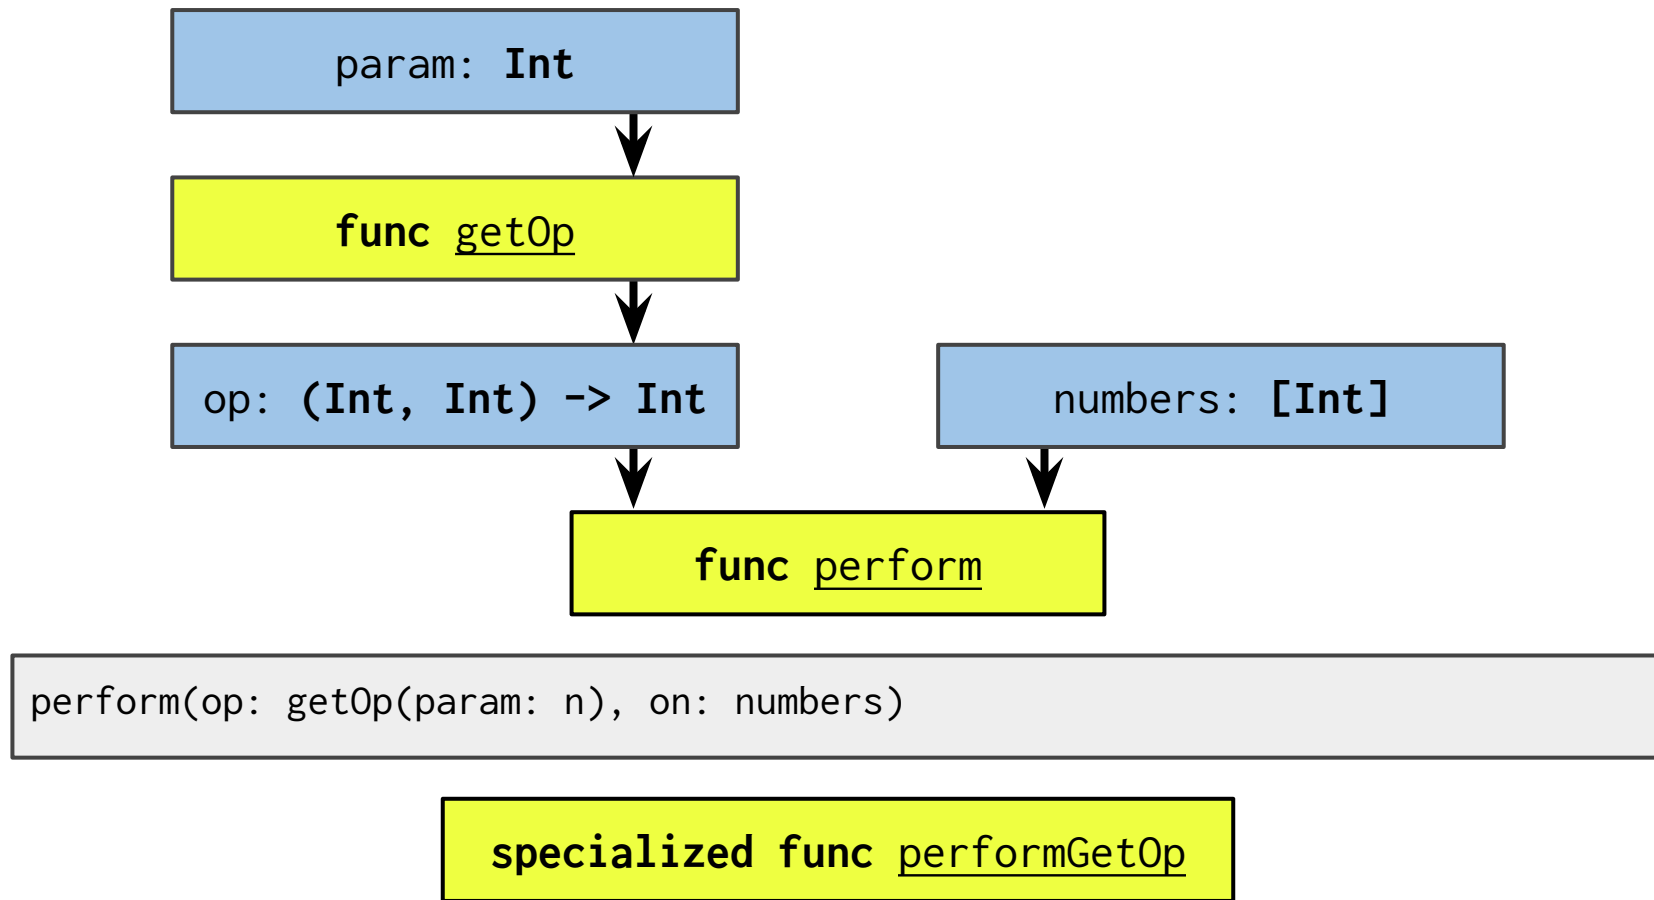 param: Int
func getOp
op: (Int, Int) -> Int
numbers: [Int]
func perform
perform(op: getOp(param: n), on: numbers)
specialized func performGetOp